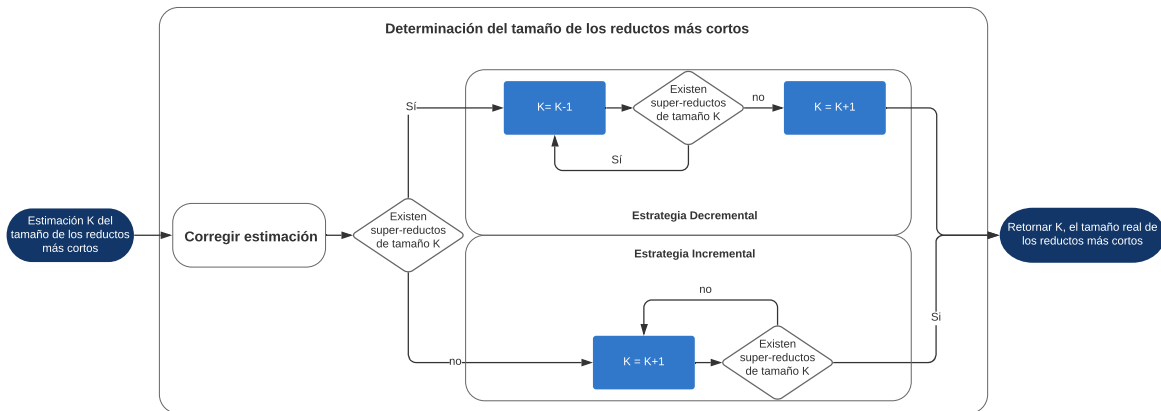 Determinación del tamaño de los reductos más cortos
Estimación K del
tamaño de los reductos
más cortos
Corregir estimación
Existen
super-reductos
de tamaño K
Sí
K= K-1
Existen
super-reductos
de tamaño K
no
K = K+1
Sí
Estrategia Decremental
Estrategia Incremental
no
no
K = K+1
Existen
super-reductos
de tamaño K
Si
Retornar K, el tamaño real de
los reductos más cortos